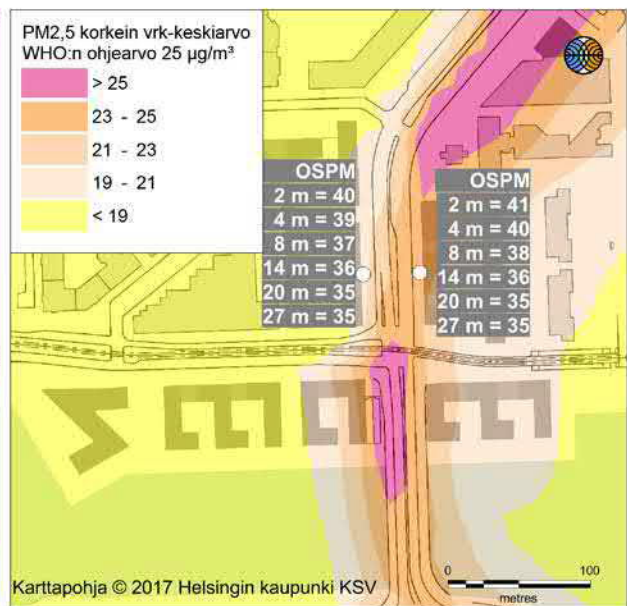 PM2,5 korkein vrk-keskiarvo
WHO:n ohjearvo 25 µg/m³
> 25
23 - 25
21 - 23
19 - 21
< 19
OSPM
2 m = 40
4 m = 39
8 m = 37
14 m = 36
20 m = 35
27 m = 35
OSPM
2 m = 41
4 m = 40
8 m = 38
14 m = 36
20 m = 35
27 m = 35
Karttapohja © 2017 Helsingin kaupunki KSV
0 100
metres